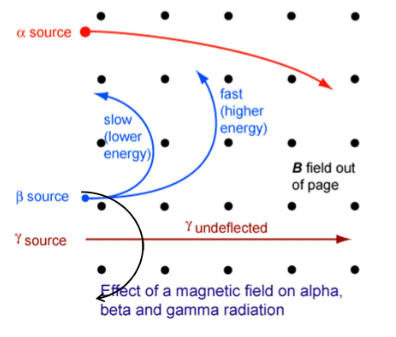 α source
fast
(higher
energy)
slow
(lower
energy)
B field out
of page
β source
γ undeflected
γ source
Effect of a magnetic field on alpha,
beta and gamma radiation